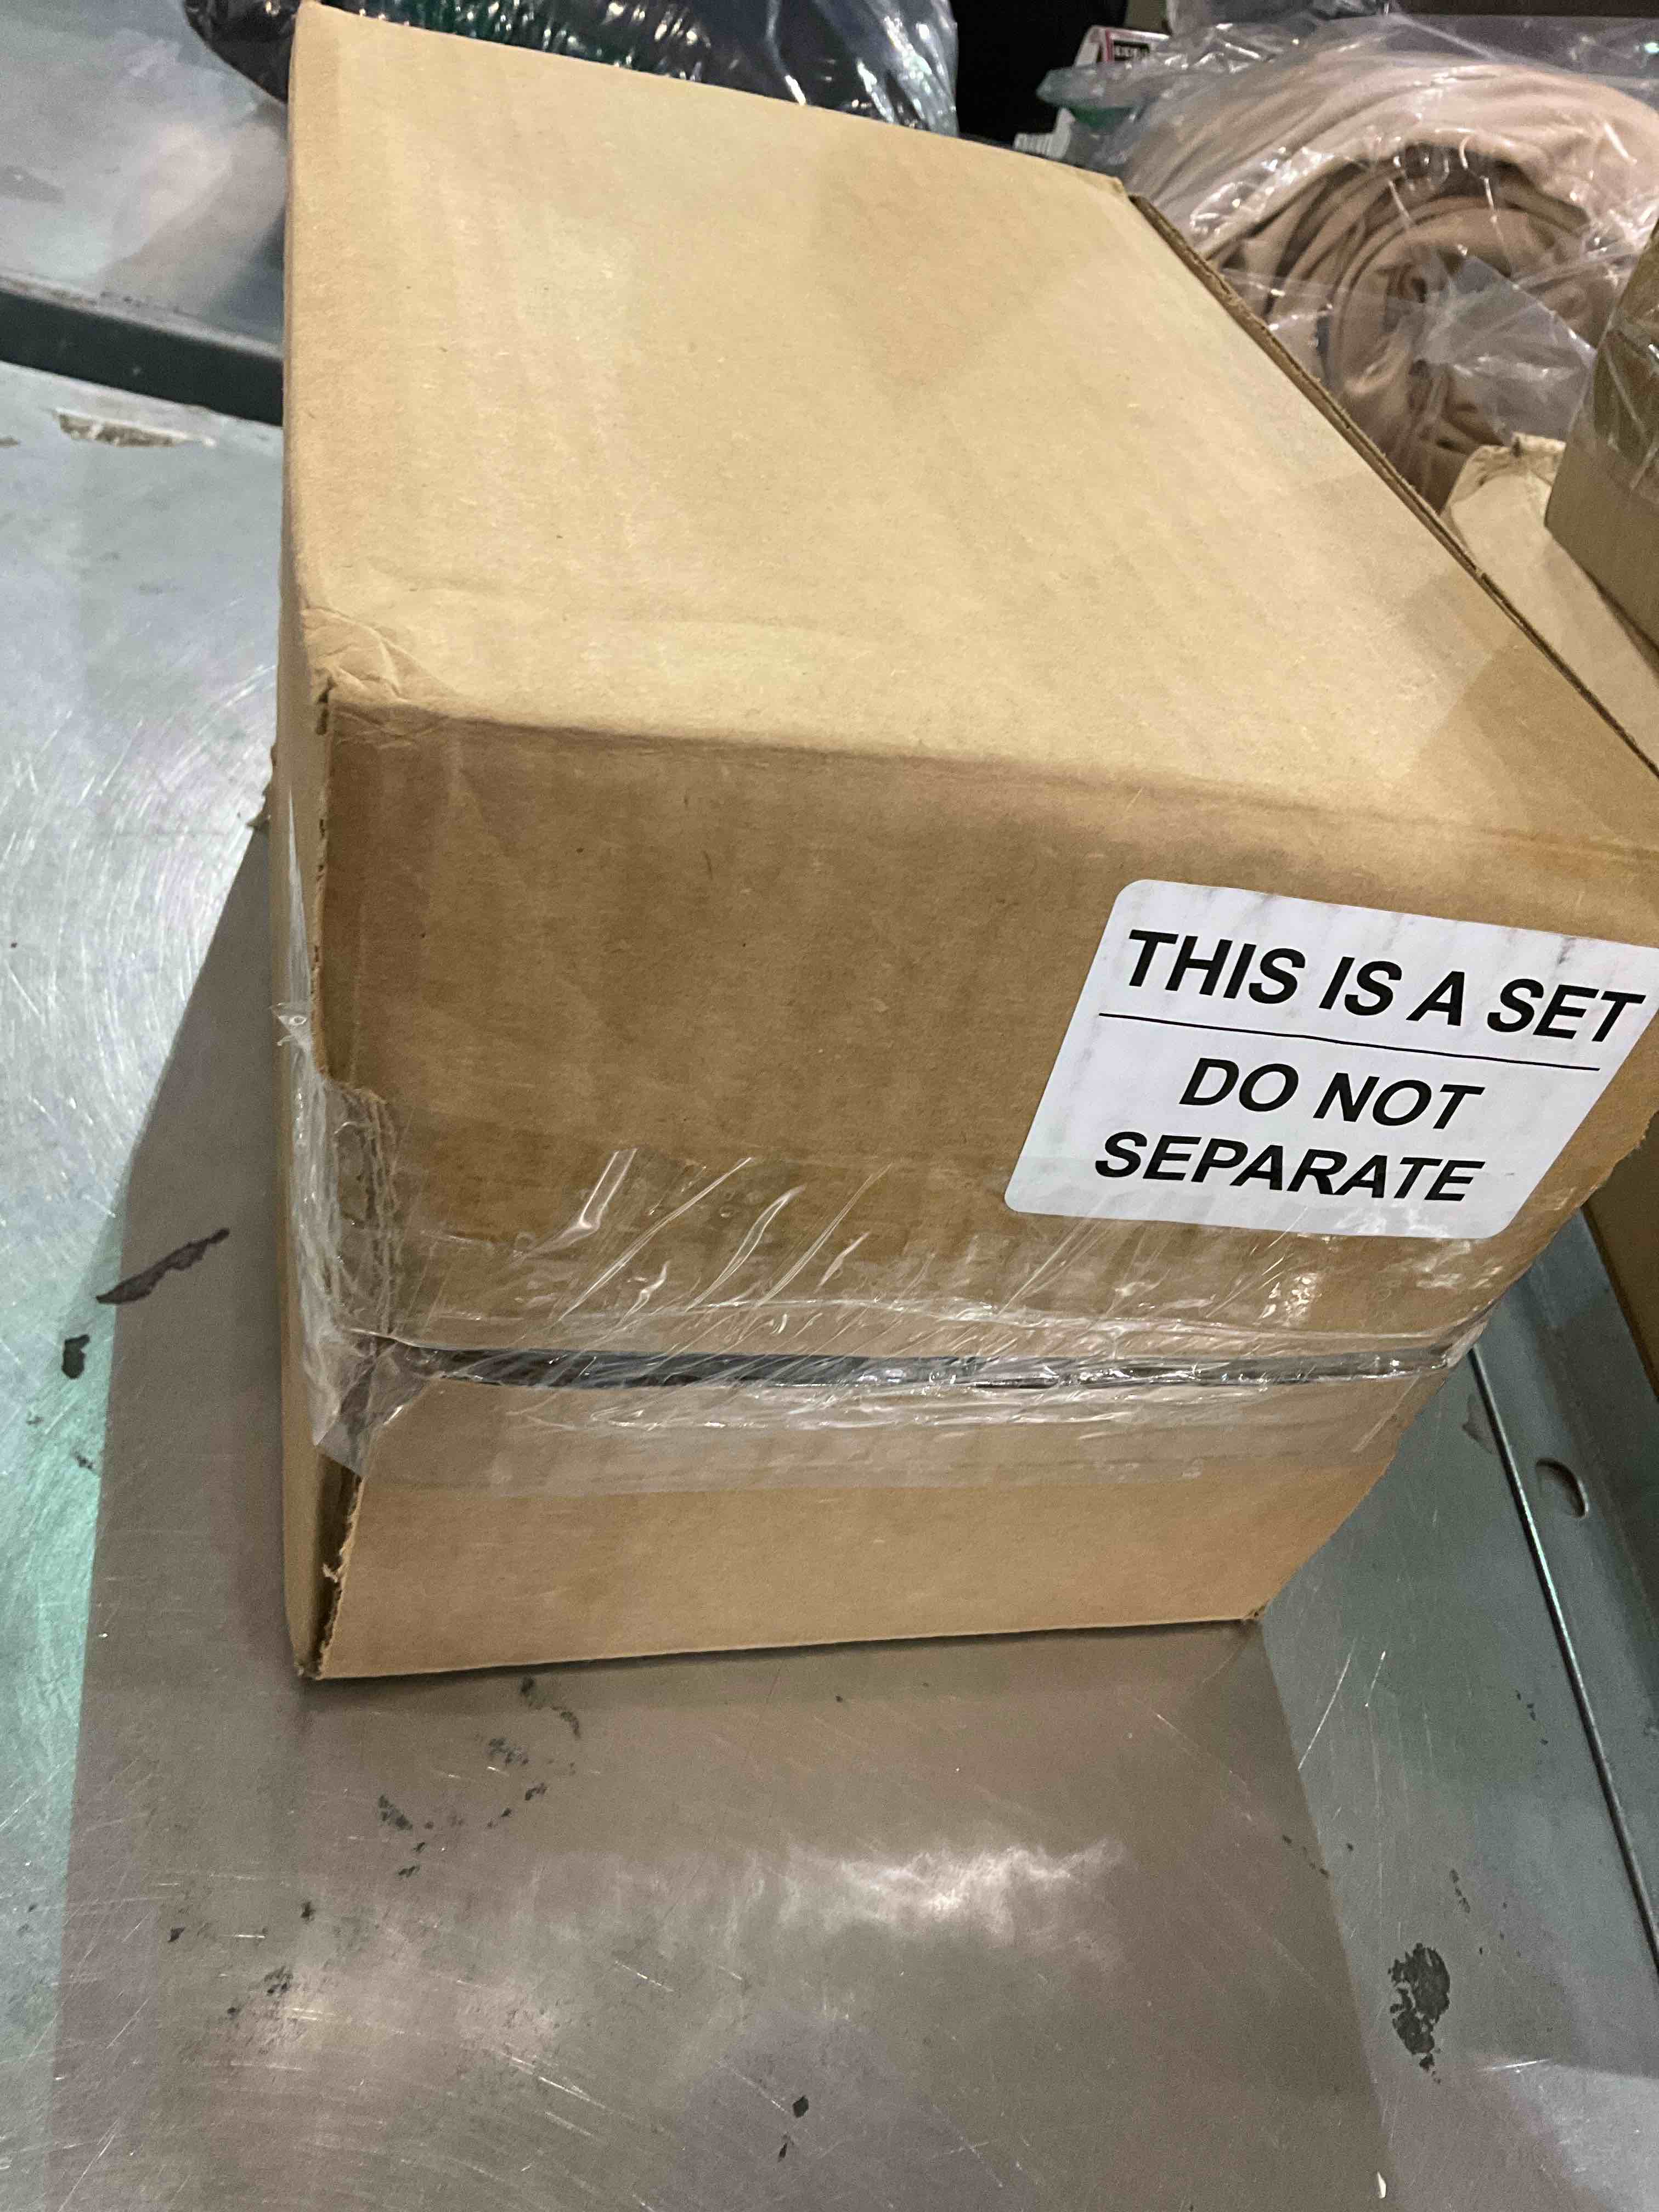 THIS IS A SET
DO NOT
SEPARATE